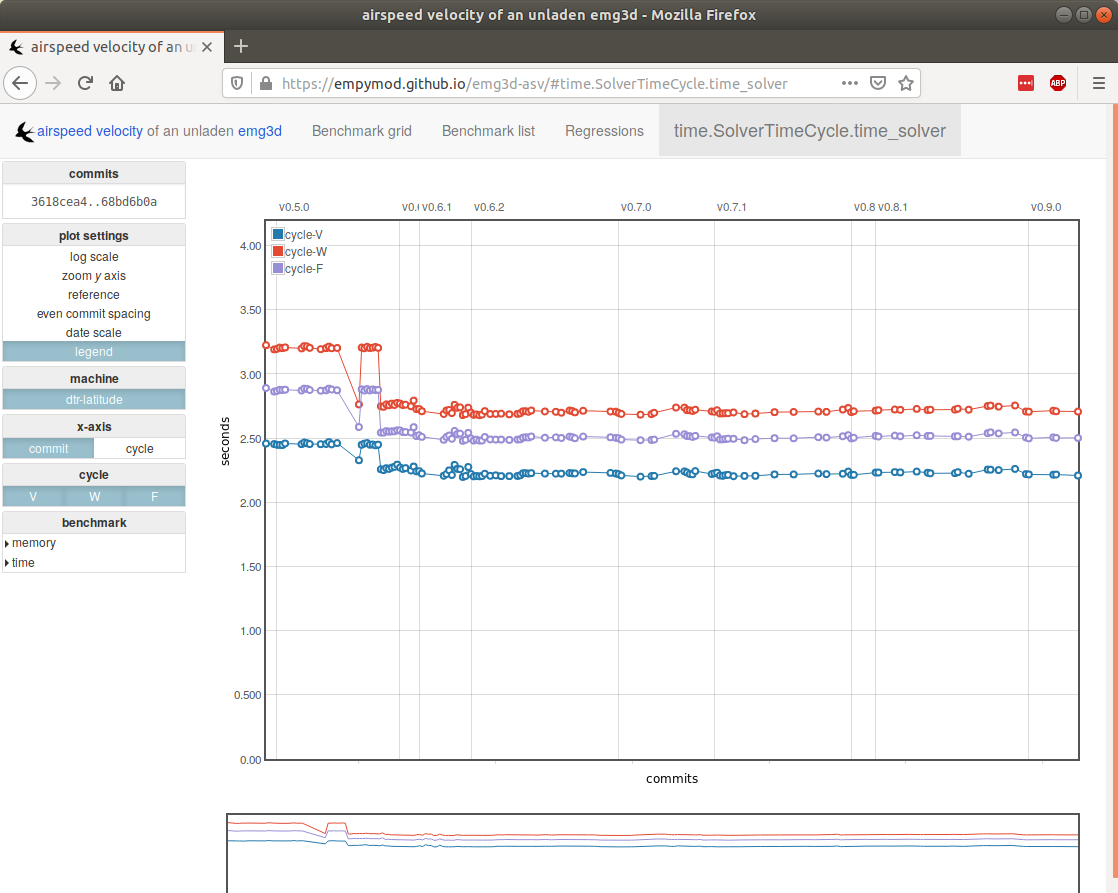 airspeed velocity of an unladen emg3d - Mozilla Firefox
airspeed velocity of an u
https://empymod.github.io/emg3d-asv/#time.SolverTimeCycle.time_solver
ABP
airspeed velocity of an unladen emg3d
Benchmark grid
Benchmark list
Regressions
time.SolverTimeCycle.time_solver
commits
3618cea4..68bd6b0a
plot settings
log scale
zoom y axis
reference
even commit spacing
date scale
legend
machine
dtr-latitude
x-axis
commit cycle
cycle
V W F
benchmark
memory
time
v0.5.0 v0.6.1 v0.6.2 v0.7.0 v0.7.1 v0.8 v0.8.1 v0.9.0
cycle-V
cycle-W
cycle-F
4.00
3.50
3.00
2.50
2.00
1.50
1.00
0.500
0.00
seconds
commits